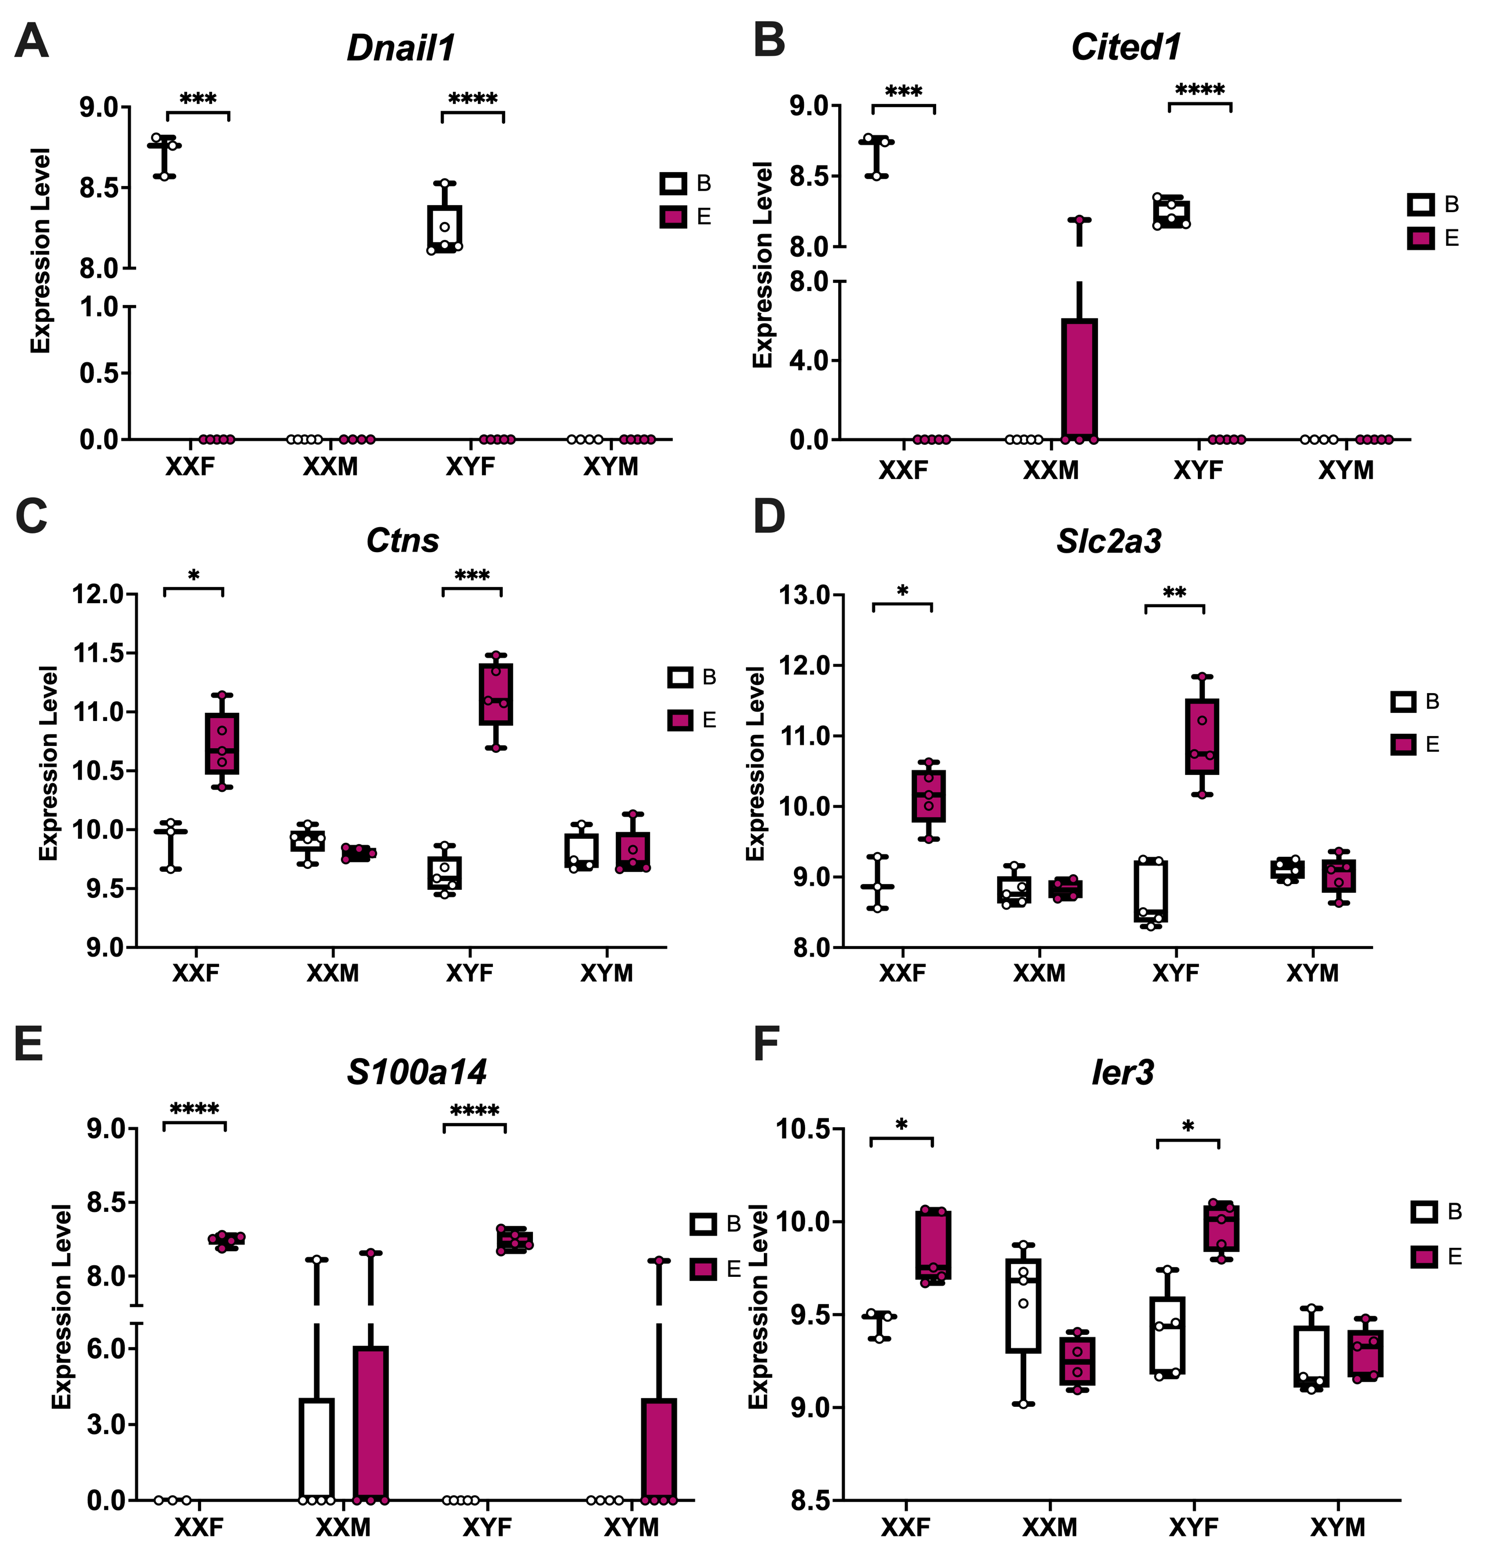 A
Dnail1
***
****
9.0
8.5
8.0
1.0
0.5
0.0
Expression Level
XXF XXM XYF XYM
B
E
B
Cited1
***
****
9.0
8.5
8.0
8.0
4.0
0.0
Expression Level
XXF XXM XYF XYM
B
E
C
Ctns
*
***
12.0
11.5
11.0
10.5
10.0
9.5
9.0
Expression Level
XXF XXM XYF XYM
B
E
D
Slc2a3
*
**
13.0
12.0
11.0
10.0
9.0
8.0
Expression Level
XXF XXM XYF XYM
B
E
E
S100a14
****
****
9.0
8.5
8.0
6.0
3.0
0.0
Expression Level
XXF XXM XYF XYM
B
E
F
Ier3
*
*
10.5
10.0
9.5
9.0
8.5
Expression Level
XXF XXM XYF XYM
B
E